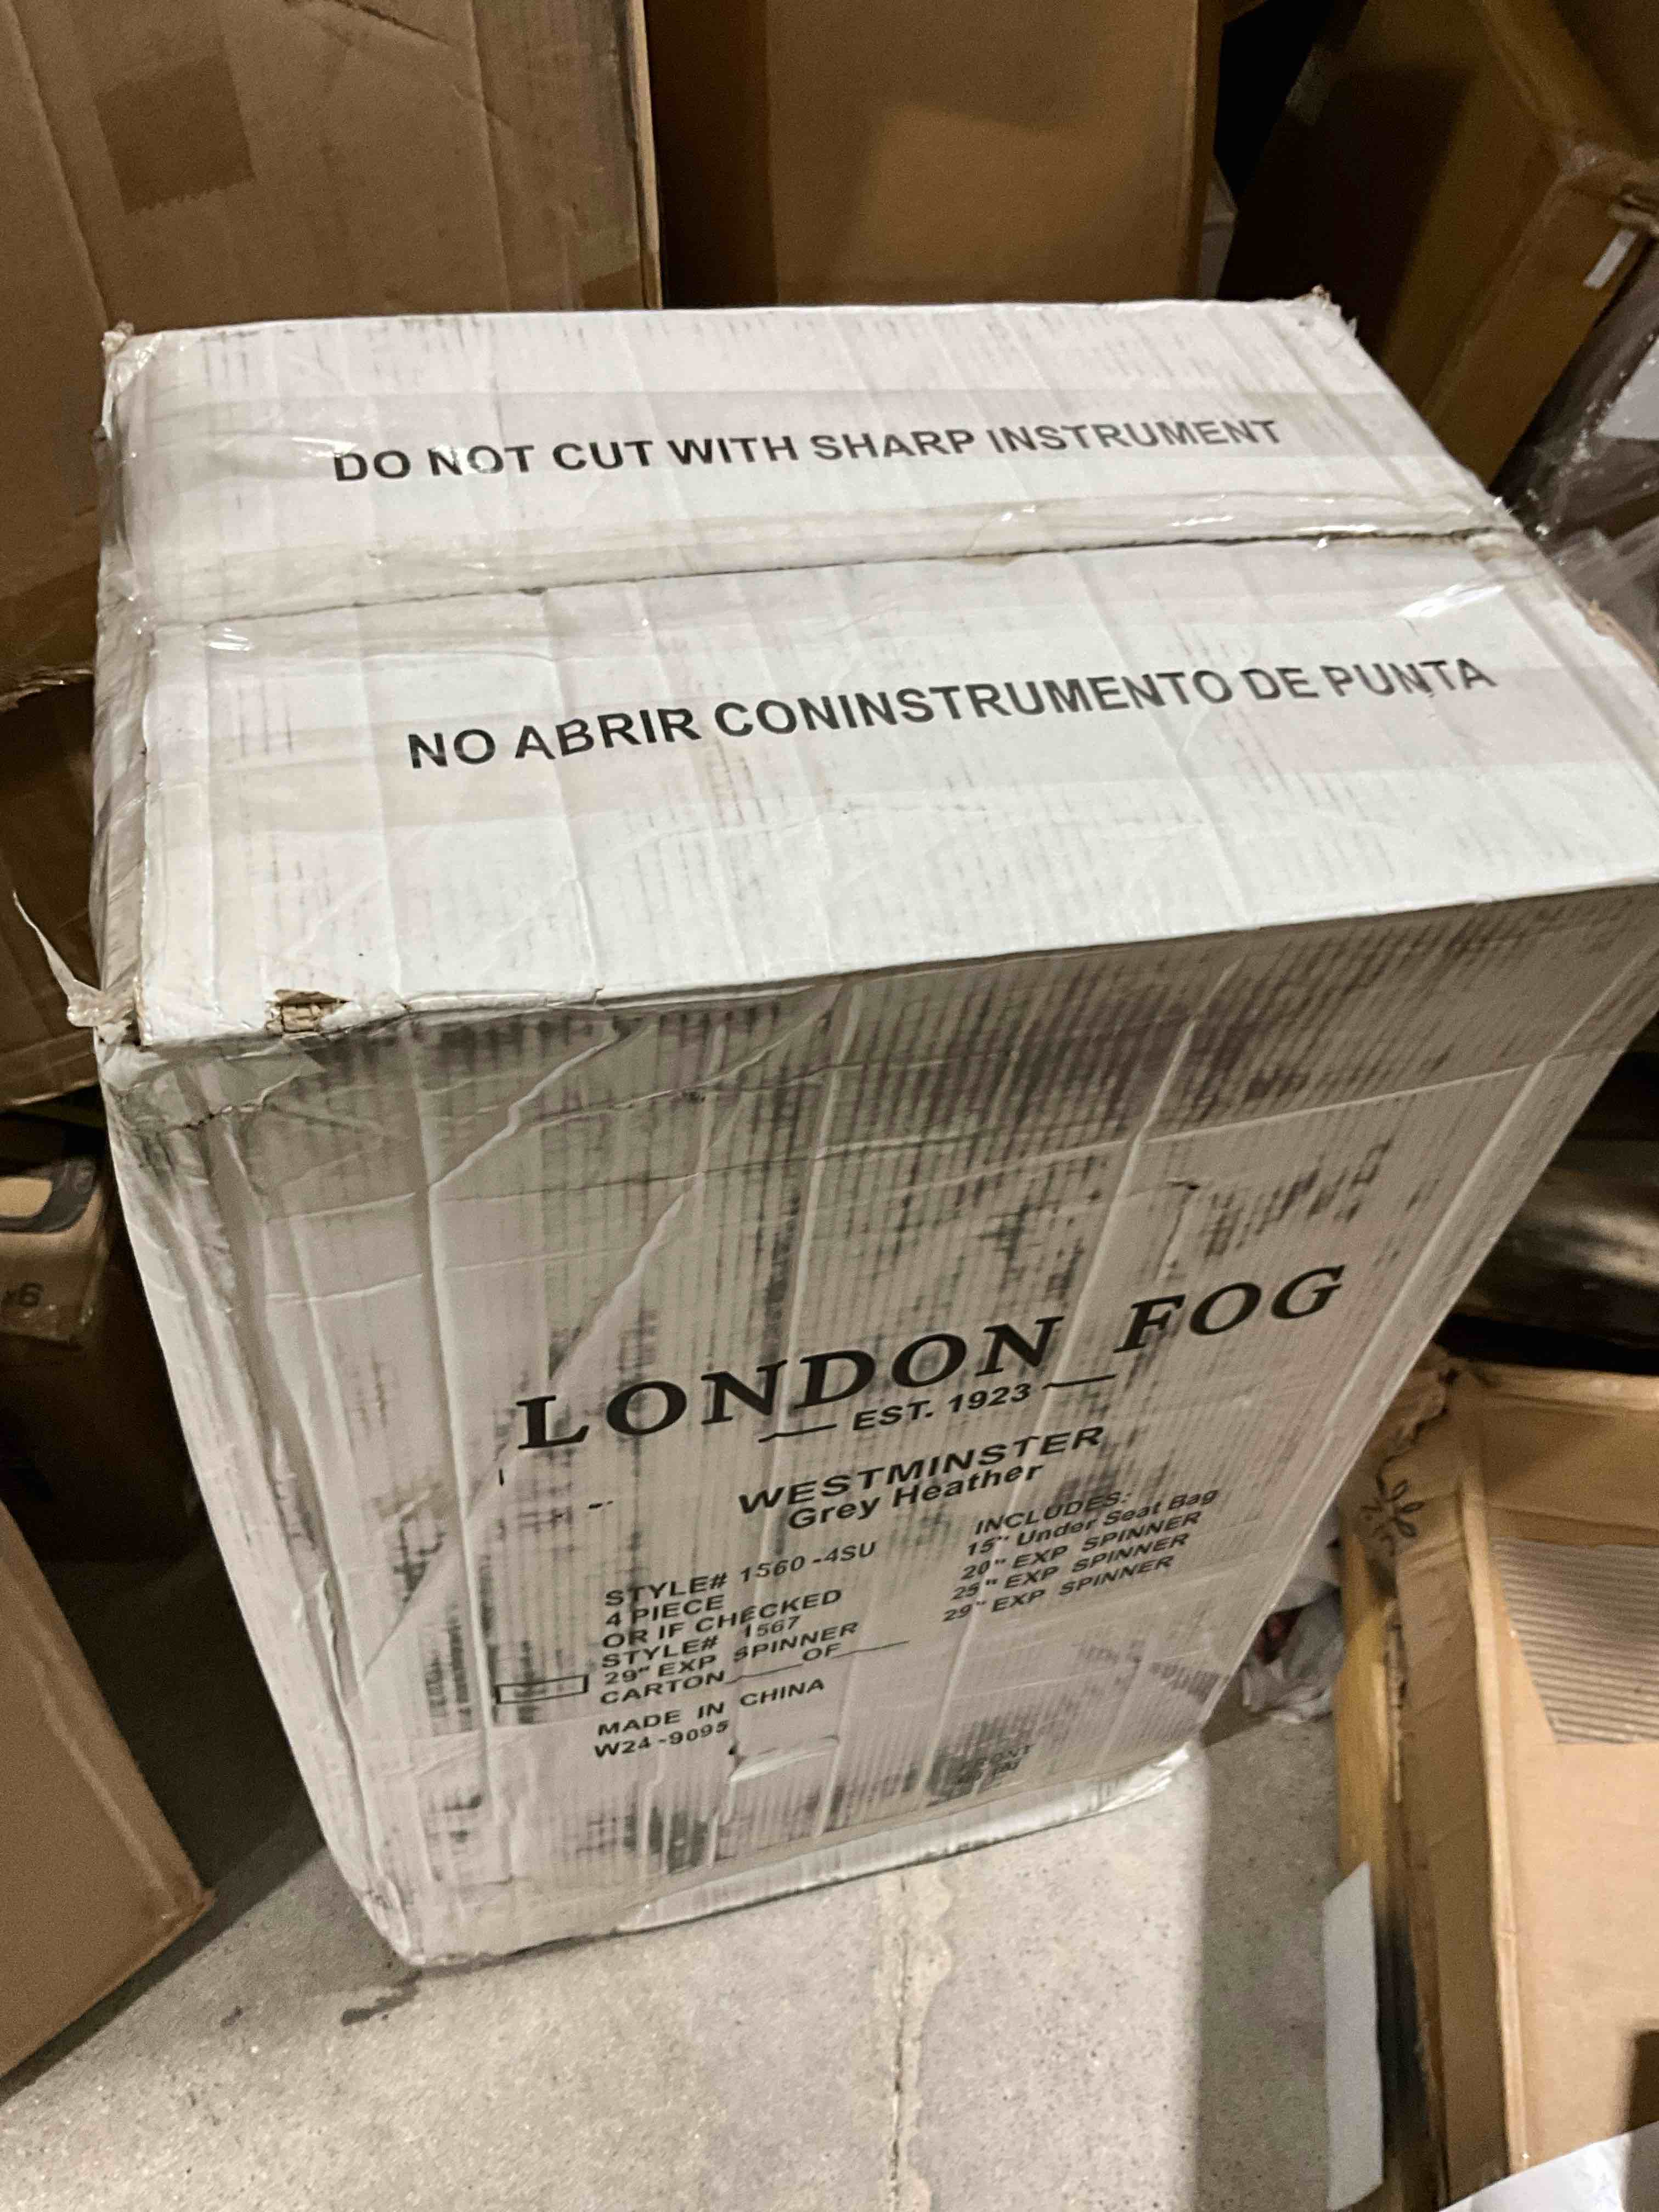 DO NOT CUT WITH SHARP INSTRUMENT
NO ABRIR CONINSTRUMENTO DE PUNTA
LONDON FOG
EST. 1923
WESTMINSTER
Grey Heather
STYLE# 1560-4SU
4 PIECE
OR IF CHECKED
STYLE# 1567
29" EXP SPINNER
CARTON OF
MADE IN CHINA
W24-9095
INCLUDES:
15" Under Seat Bag
20" EXP SPINNER
25" EXP SPINNER
29" EXP SPINNER
x6